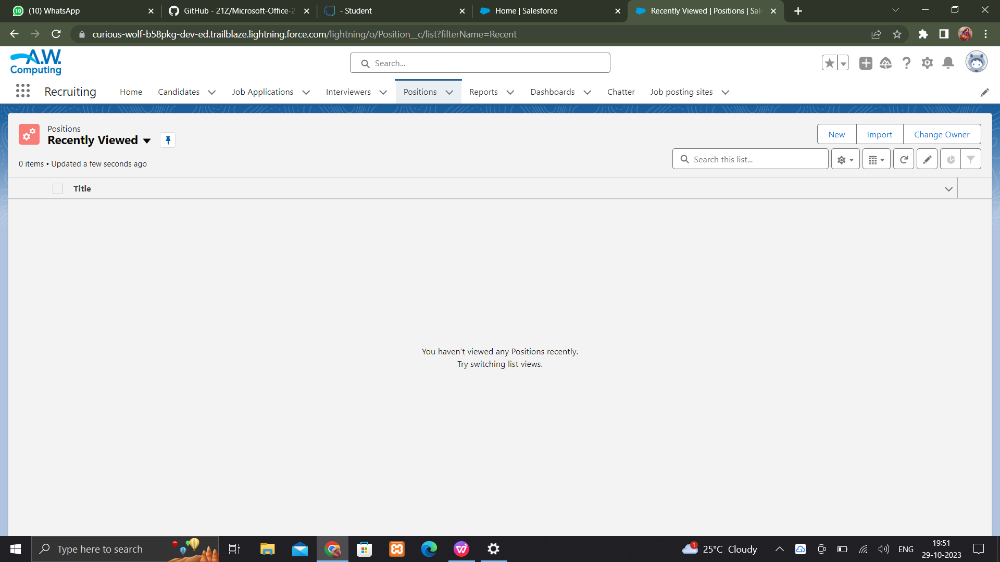 (10) WhatsApp
GitHub - 21Z/Microsoft-Office-2
- Student
Home | Salesforce
Recently Viewed | Positions | Sal
curious-wolf-b58pkg-dev-ed.trailblaze.lightning.force.com/lightning/o/Position__c/list?filterName=Recent
A.W.
Computing
Search...
Recruiting
Home
Candidates
Job Applications
Interviewers
Positions
Reports
Dashboards
Chatter
Job posting sites
Positions
Recently Viewed
New
Import
Change Owner
0 items • Updated a few seconds ago
Search this list...
Title
You haven't viewed any Positions recently.
Try switching list views.
Type here to search
1
25°C Cloudy
ENG
19:51
29-10-2023